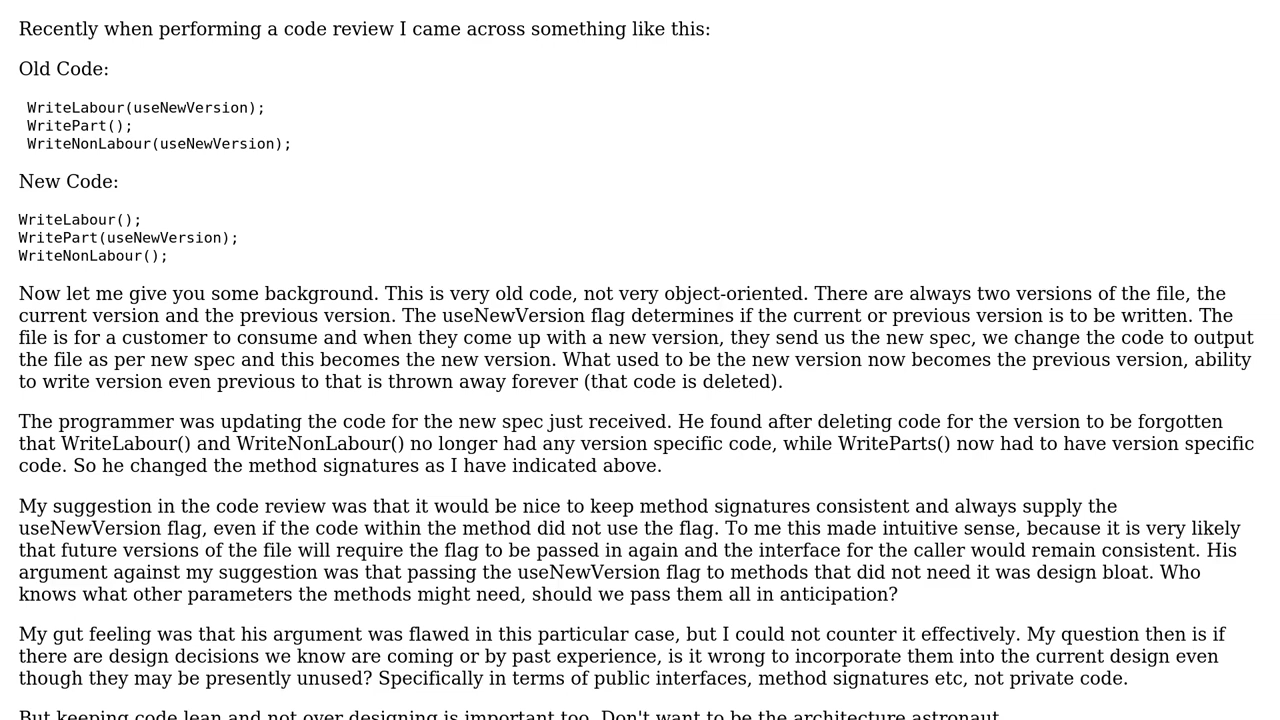 Recently when performing a code review I came across something like this:
Old Code:
WriteLabour(useNewVersion);
WritePart();
WriteNonLabour(useNewVersion);
New Code:
WriteLabour();
WritePart(useNewVersion);
WriteNonLabour();
Now let me give you some background. This is very old code, not very object-oriented. There are always two versions of the file, the
current version and the previous version. The useNewVersion flag determines if the current or previous version is to be written. The
file is for a customer to consume and when they come up with a new version, they send us the new spec, we change the code to output
the file as per new spec and this becomes the new version. What used to be the new version now becomes the previous version, ability
to write version even previous to that is thrown away forever (that code is deleted).
The programmer was updating the code for the new spec just received. He found after deleting code for the version to be forgotten
that WriteLabour() and WriteNonLabour() no longer had any version specific code, while WriteParts() now had to have version specific
code. So he changed the method signatures as I have indicated above.
My suggestion in the code review was that it would be nice to keep method signatures consistent and always supply the
useNewVersion flag, even if the code within the method did not use the flag. To me this made intuitive sense, because it is very likely
that future versions of the file will require the flag to be passed in again and the interface for the caller would remain consistent. His
argument against my suggestion was that passing the useNewVersion flag to methods that did not need it was design bloat. Who
knows what other parameters the methods might need, should we pass them all in anticipation?
My gut feeling was that his argument was flawed in this particular case, but I could not counter it effectively. My question then is if
there are design decisions we know are coming or by past experience, is it wrong to incorporate them into the current design even
though they may be presently unused? Specifically in terms of public interfaces, method signatures etc, not private code.
But keeping code lean and not over designing is important too. Don't want to be the architecture astronaut.